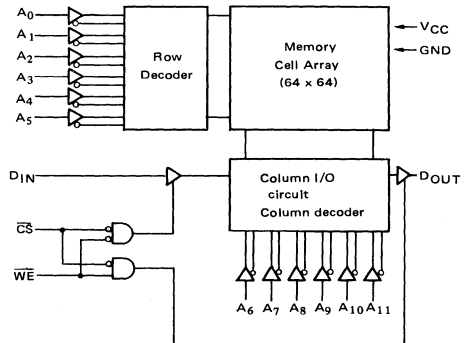 A0
A1
A2
A3
A4
A5
Row
Decoder
Memory
Cell Array
(64 x 64)
VCC
GND
DIN
Column I/O
circuit
Column decoder
DOUT
CS
WE
A6 A7 A8 A9 A10 A11